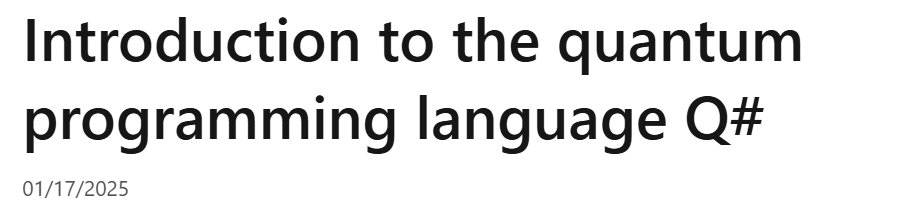 Introduction to the quantum
programming language Q#
01/17/2025